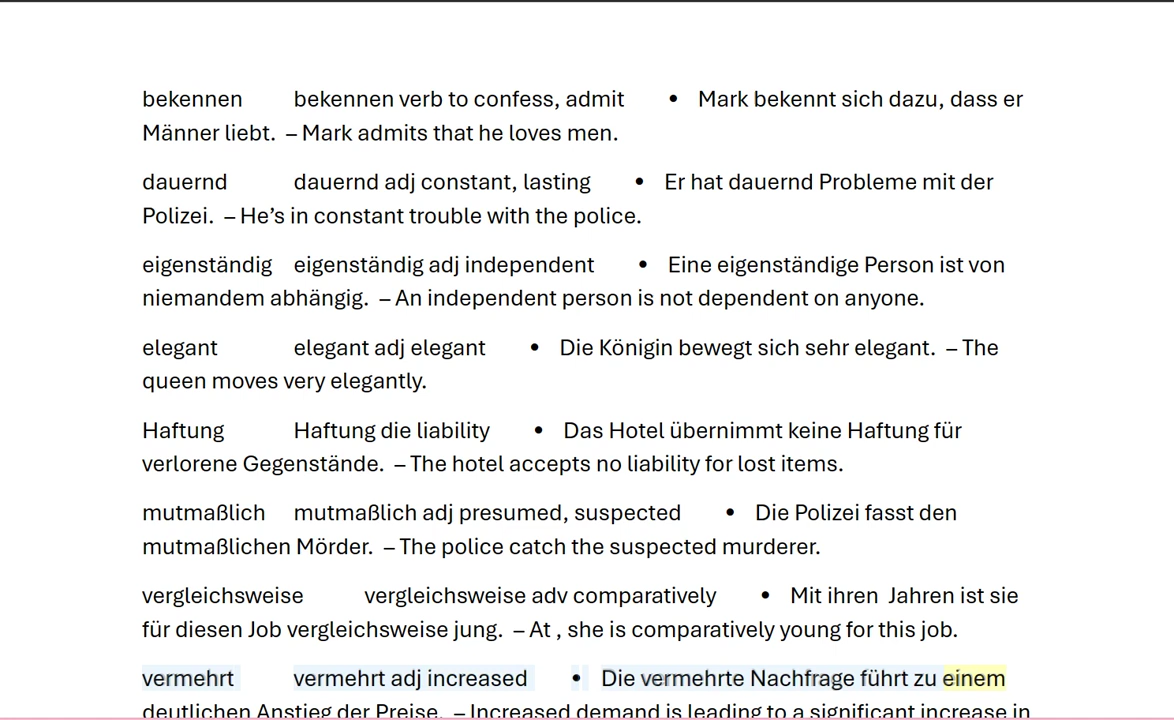 bekennen bekennen verb to confess, admit • Mark bekennt sich dazu, dass er
Männer liebt. – Mark admits that he loves men.
dauernd dauernd adj constant, lasting • Er hat dauernd Probleme mit der
Polizei. – He’s in constant trouble with the police.
eigenständig eigenständig adj independent • Eine eigenständige Person ist von
niemandem abhängig. – An independent person is not dependent on anyone.
elegant elegant adj elegant • Die Königin bewegt sich sehr elegant. – The
queen moves very elegantly.
Haftung Haftung die liability • Das Hotel übernimmt keine Haftung für
verlorene Gegenstände. – The hotel accepts no liability for lost items.
mutmaßlich mutmaßlich adj presumed, suspected • Die Polizei fasst den
mutmaßlichen Mörder. – The police catch the suspected murderer.
vergleichsweise vergleichsweise adv comparatively • Mit ihren Jahren ist sie
für diesen Job vergleichsweise jung. – At , she is comparatively young for this job.
vermehrt vermehrt adj increased • Die vermehrte Nachfrage führt zu einem
deutlichen Anstieg der Preise. – Increased demand is leading to a significant increase in